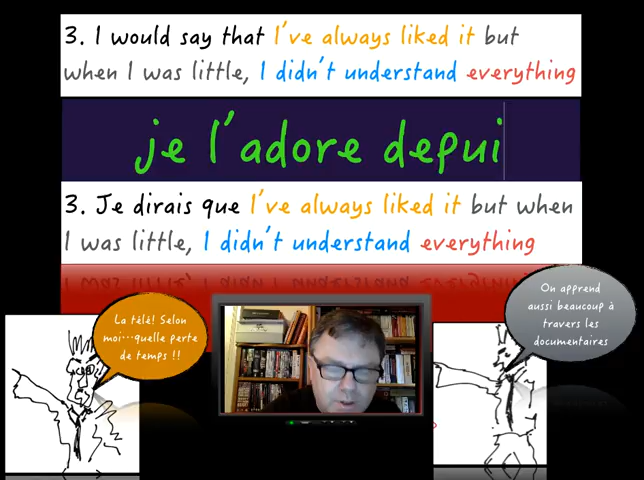 3. I would say that I've always liked it but
when I was little, I didn't understand everything
je l'adore depui
3. Je dirais que I've always liked it but when
I was little, I didn't understand everything
La télé! Selon
moi...quelle perte
de temps !!
On apprend
aussi beaucoup à
travers les
documentaires